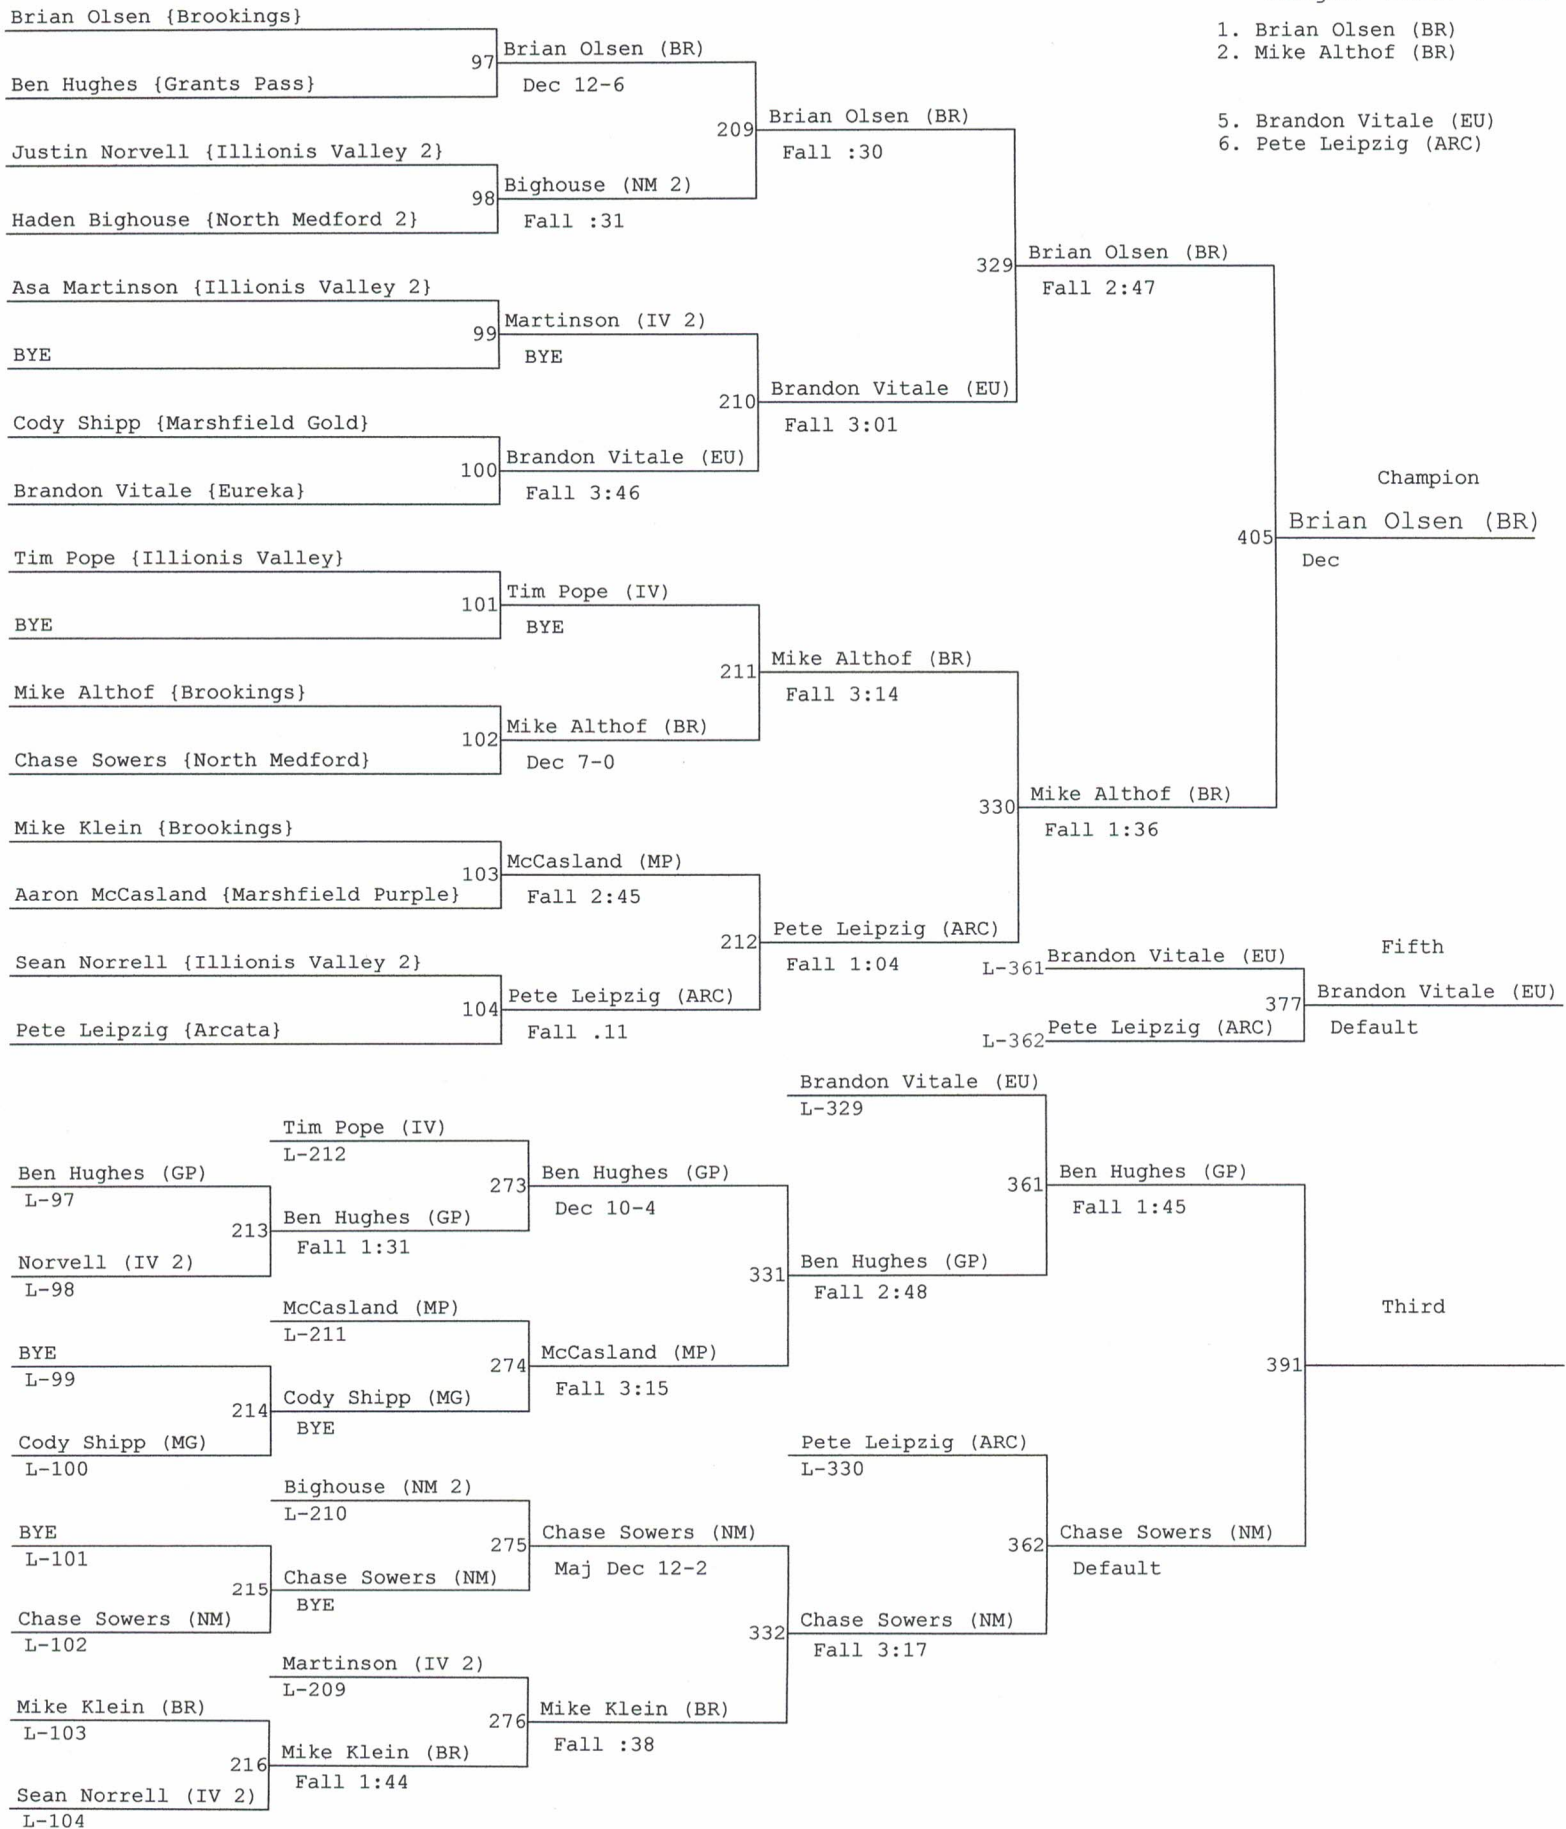 1. Brian Olsen (BR)
2. Mike Althof (BR)
5. Brandon Vitale (EU)
6. Pete Leipzig (ARC)
Brian Olsen {Brookings}
97
Brian Olsen (BR)
Dec 12-6
Ben Hughes {Grants Pass}
209
Brian Olsen (BR)
Fall :30
Justin Norvell {Illionis Valley 2}
98
Bighouse (NM 2)
Fall :31
Haden Bighouse {North Medford 2}
329
Brian Olsen (BR)
Fall 2:47
Asa Martinson {Illionis Valley 2}
99
Martinson (IV 2)
BYE
BYE
210
Brandon Vitale (EU)
Fall 3:01
Cody Shipp {Marshfield Gold}
100
Brandon Vitale (EU)
Fall 3:46
Brandon Vitale {Eureka}
Champion
405
Brian Olsen (BR)
Dec
Tim Pope {Illionis Valley}
101
Tim Pope (IV)
BYE
BYE
211
Mike Althof (BR)
Fall 3:14
Mike Althof {Brookings}
102
Mike Althof (BR)
Dec 7-0
Chase Sowers {North Medford}
330
Mike Althof (BR)
Fall 1:36
Mike Klein {Brookings}
103
McCasland (MP)
Fall 2:45
Aaron McCasland {Marshfield Purple}
212
Pete Leipzig (ARC)
Fall 1:04
Sean Norrell {Illionis Valley 2}
104
Pete Leipzig (ARC)
Fall .11
Pete Leipzig {Arcata}
Fifth
L-361
Brandon Vitale (EU)
377
Brandon Vitale (EU)
Default
L-362
Pete Leipzig (ARC)
Brandon Vitale (EU)
L-329
Tim Pope (IV)
L-212
Ben Hughes (GP)
L-97
273
Ben Hughes (GP)
Dec 10-4
361
Ben Hughes (GP)
Fall 1:45
213
Ben Hughes (GP)
Fall 1:31
Norvell (IV 2)
L-98
331
Ben Hughes (GP)
Fall 2:48
McCasland (MP)
L-211
Third
BYE
L-99
274
McCasland (MP)
Fall 3:15
391
214
Cody Shipp (MG)
BYE
Cody Shipp (MG)
L-100
Pete Leipzig (ARC)
L-330
Bighouse (NM 2)
L-210
BYE
L-101
275
Chase Sowers (NM)
Maj Dec 12-2
362
Chase Sowers (NM)
Default
215
Chase Sowers (NM)
BYE
Chase Sowers (NM)
L-102
332
Chase Sowers (NM)
Fall 3:17
Martinson (IV 2)
L-209
Mike Klein (BR)
L-103
276
Mike Klein (BR)
Fall :38
216
Mike Klein (BR)
Fall 1:44
Sean Norrell (IV 2)
L-104